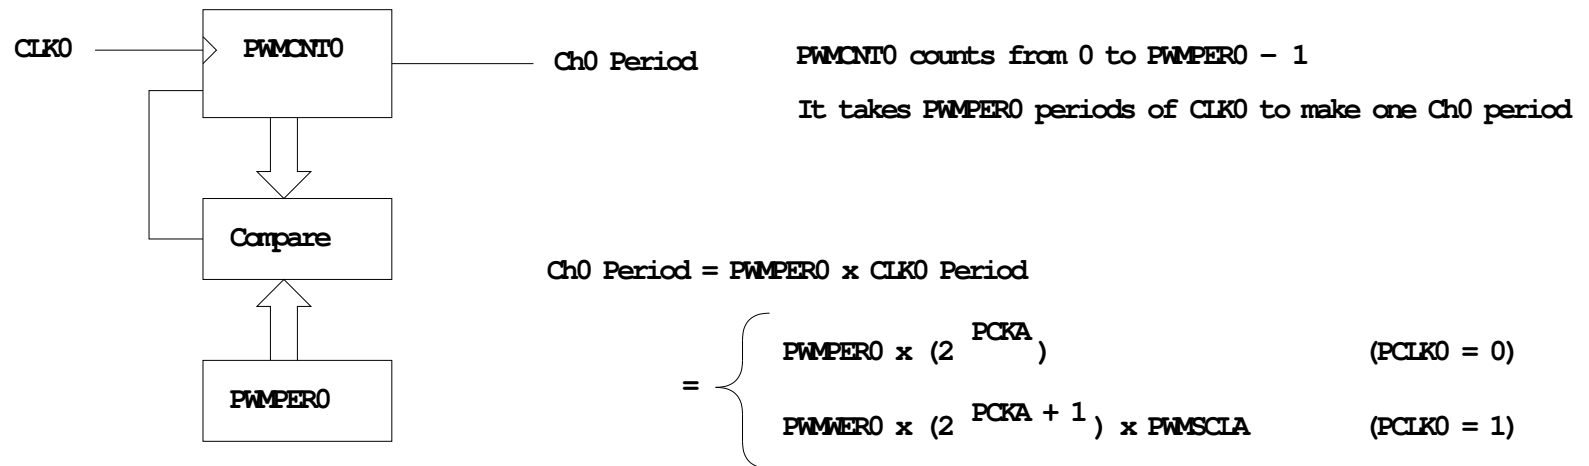 CLK0
PWMCNT0
Ch0 Period
PWMCNT0 counts from 0 to PWMPER0 − 1
It takes PWMPER0 periods of CLK0 to make one Ch0 period
Compare
Ch0 Period = PWMPER0 x CLK0 Period
PWMPER0
=
PWMPER0 x (2 PCKA ) (PCLK0 = 0)
PWMWER0 x (2 PCKA + 1 ) x PWMSCLA (PCLK0 = 1)